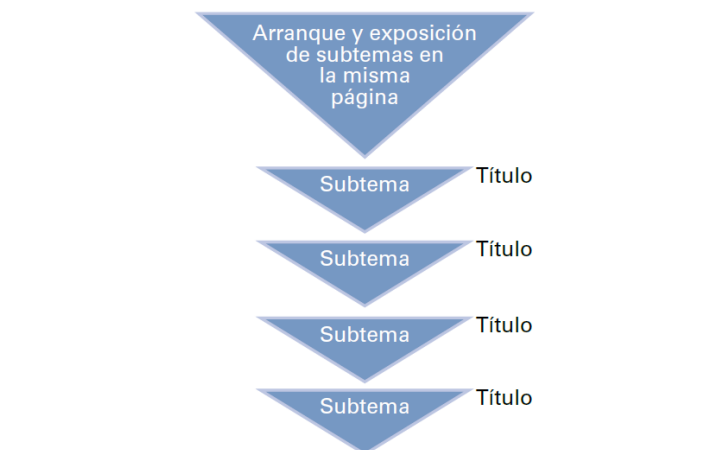 Arranque y exposición
de subtemas en
la misma
página
Subtema
Título
Subtema
Título
Subtema
Título
Subtema
Título